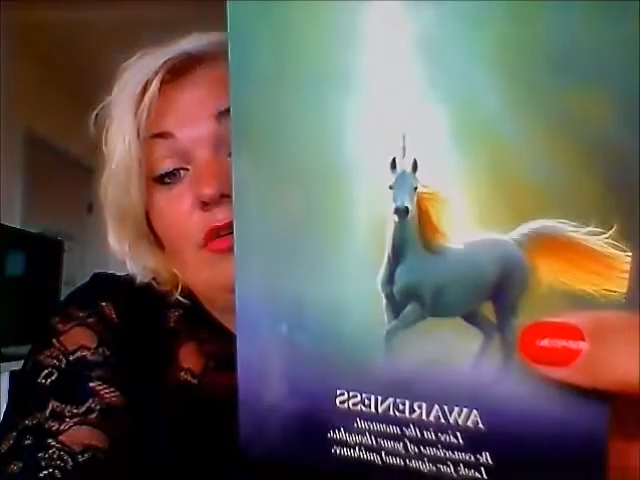 AWARENESS
Live in the moment.
Be conscious of your thoughts.
Look for signs and guidance.